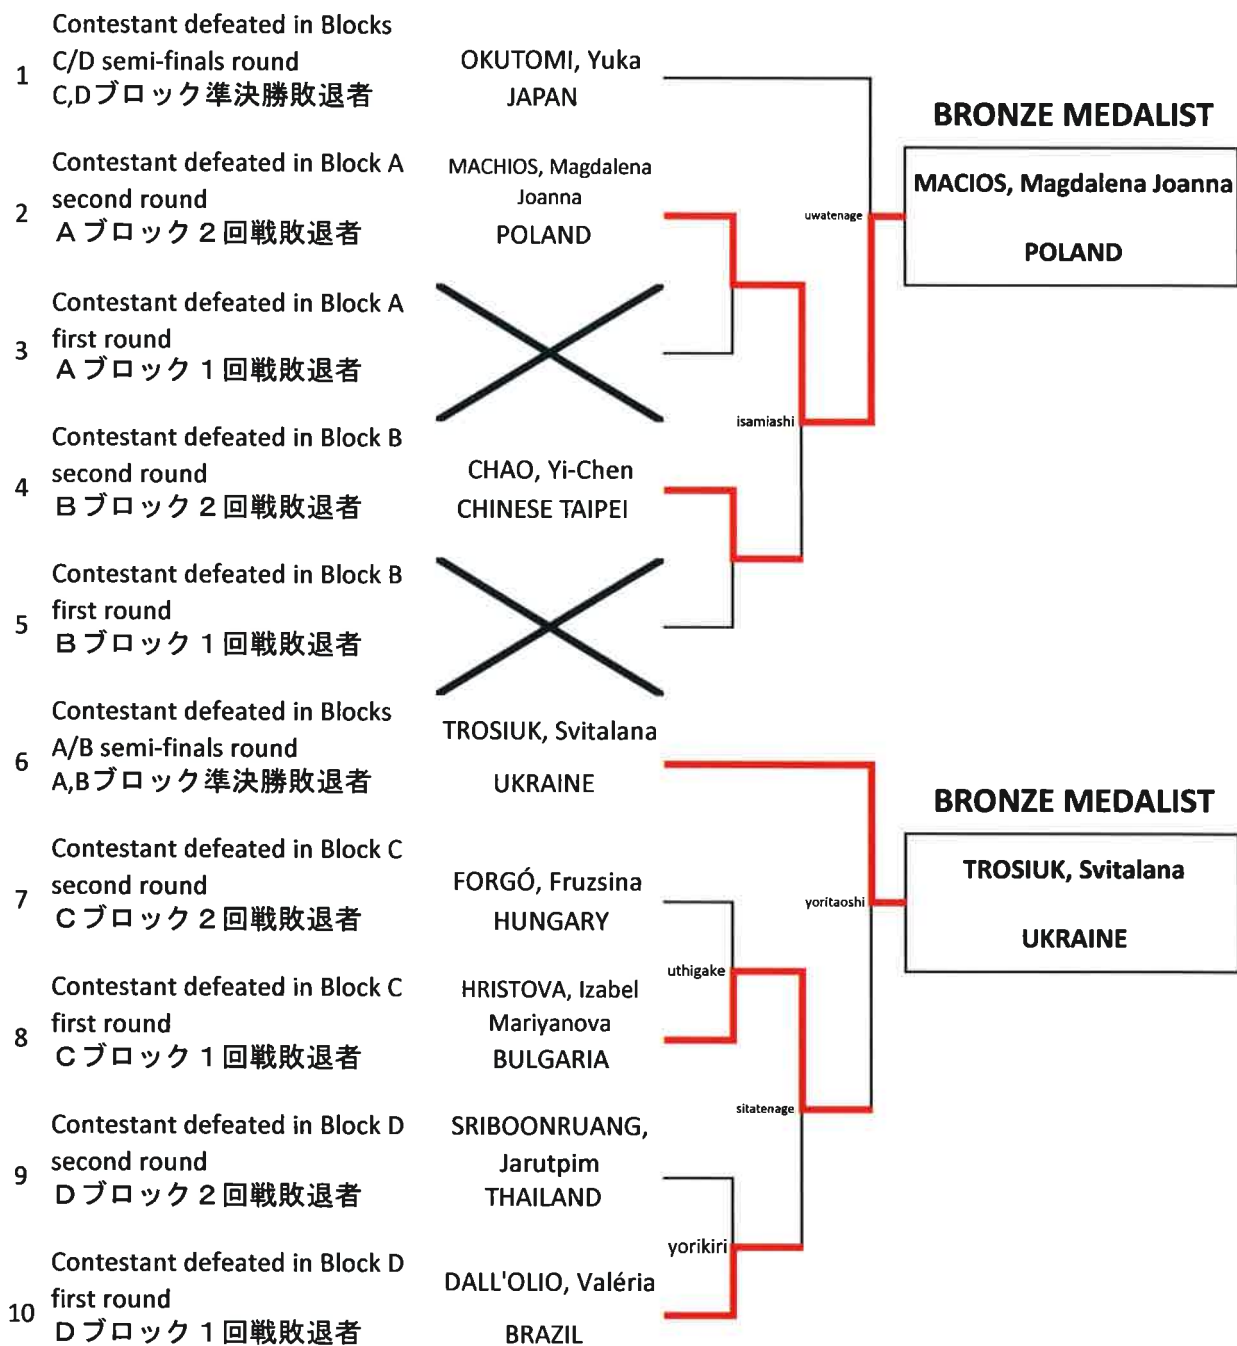 Contestant defeated in Blocks
1 C/D semi-finals round
C,Dブロック準決勝敗退者
OKUTOMI, Yuka
JAPAN
BRONZE MEDALIST
MACIOS, Magdalena Joanna
POLAND
Contestant defeated in Block A
2 second round
Aブロック2回戦敗退者
MACHIOS, Magdalena
Joanna
POLAND
uwatenage
Contestant defeated in Block A
3 first round
Aブロック1回戦敗退者
isamiashi
Contestant defeated in Block B
4 second round
Bブロック2回戦敗退者
CHAO, Yi-Chen
CHINESE TAIPEI
Contestant defeated in Block B
5 first round
Bブロック1回戦敗退者
Contestant defeated in Blocks
6 A/B semi-finals round
A,Bブロック準決勝敗退者
TROSIUK, Svitalana
UKRAINE
BRONZE MEDALIST
TROSIUK, Svitalana
UKRAINE
Contestant defeated in Block C
7 second round
Cブロック2回戦敗退者
FORGÓ, Fruzsina
HUNGARY
yoritaoshi
uthigake
Contestant defeated in Block C
8 first round
Cブロック1回戦敗退者
HRISTOVA, Izabel
Mariyanova
BULGARIA
sitatenage
Contestant defeated in Block D
9 second round
Dブロック2回戦敗退者
SRIBOONRUANG,
Jarutpim
THAILAND
yorikiri
Contestant defeated in Block D
10 first round
Dブロック1回戦敗退者
DALL'OLIO, Valéria
BRAZIL